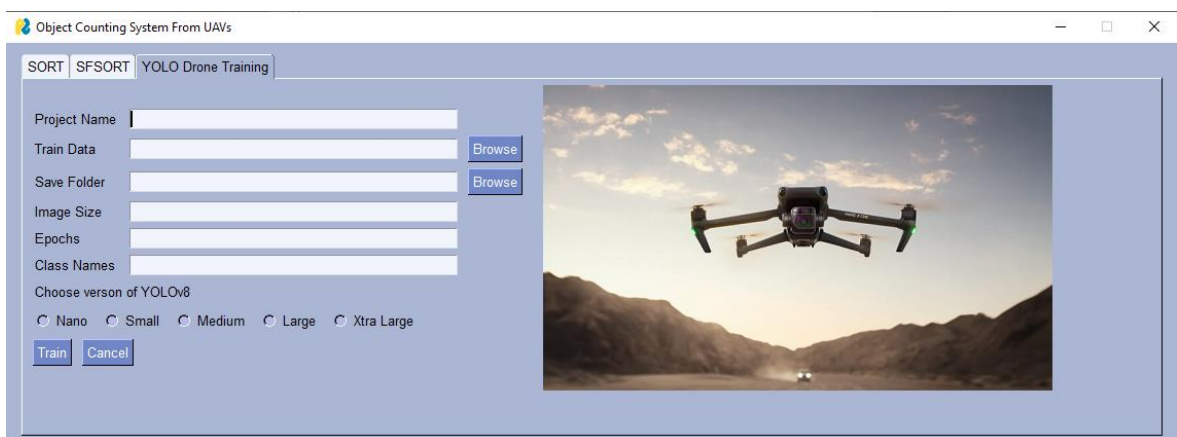 Object Counting System From UAVs
SORT SFSORT YOLO Drone Training
Project Name
Train Data Browse
Save Folder Browse
Image Size
Epochs
Class Names
Choose verson of YOLOv8
Nano Small Medium Large Xtra Large
Train Cancel